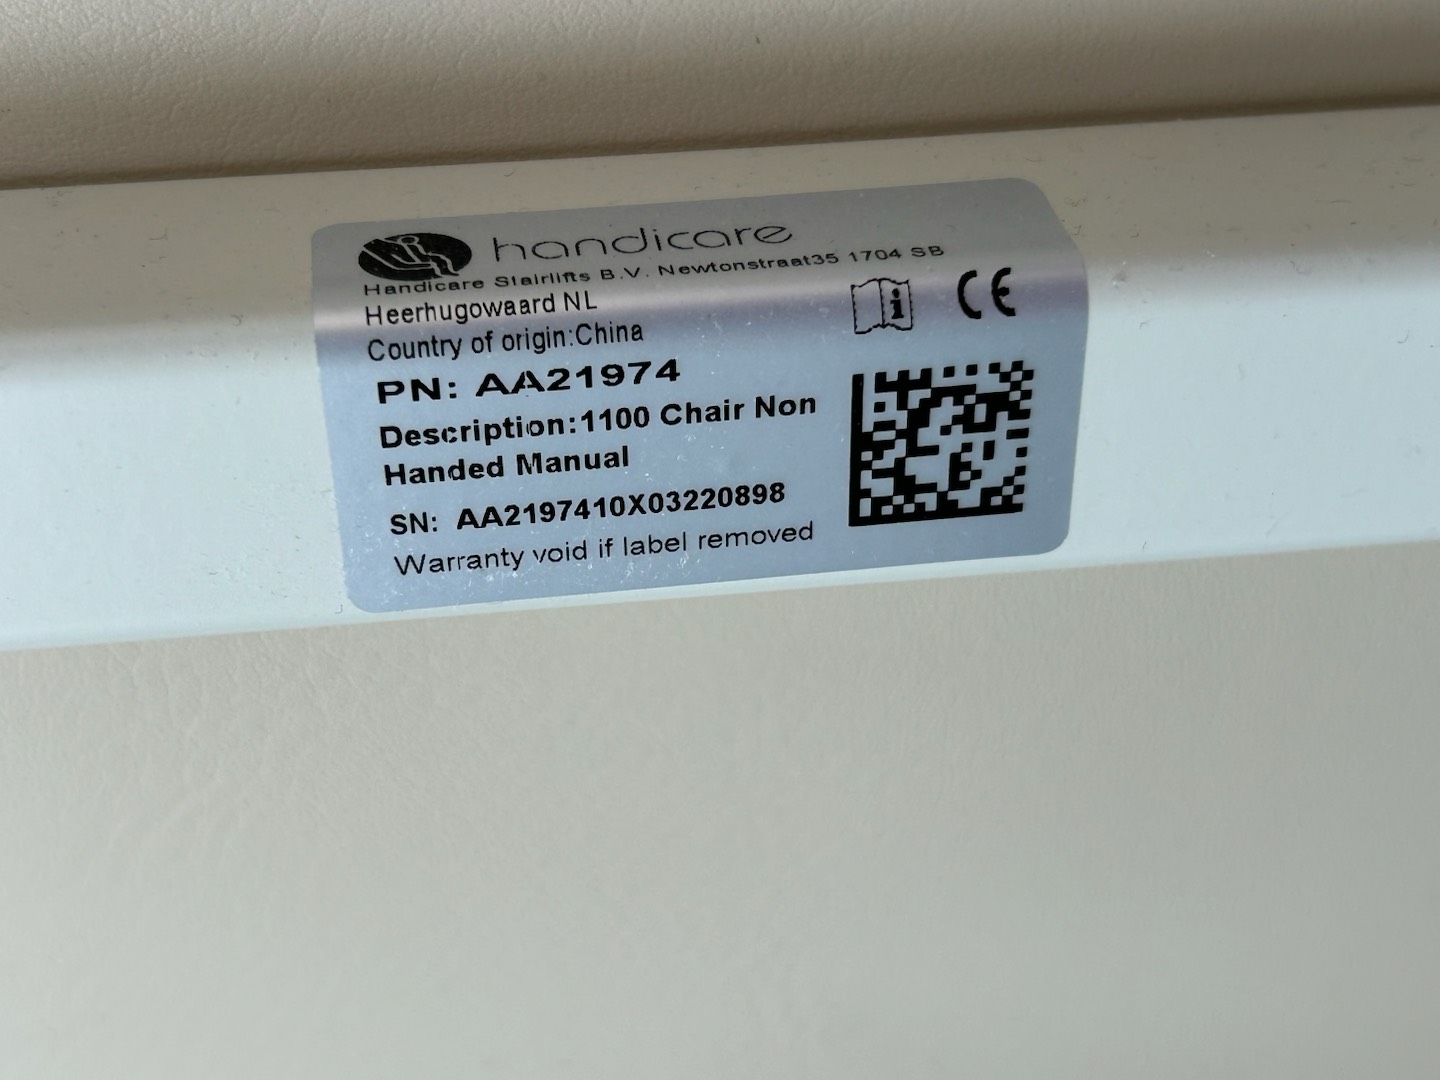 handicare
Handicare Stairlifts B.V. Newtonstraat35 1704 SB
Heerhugowaard NL
Country of origin:China
PN: AA21974
Description:1100 Chair Non
Handed Manual
SN: AA2197410X03220898
Warranty void if label removed
i
CE